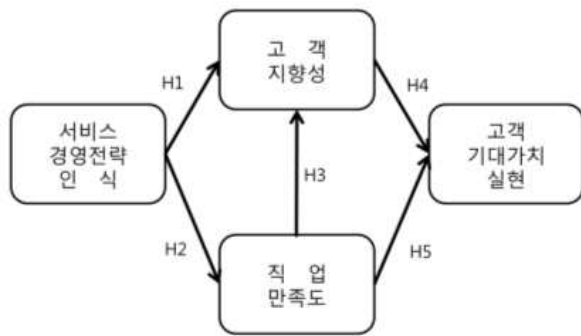 고 객
지향성
H1
H4
서비스
경영전략
인 식
고객
기대가치
실현
H3
H2
H5
직 업
만족도